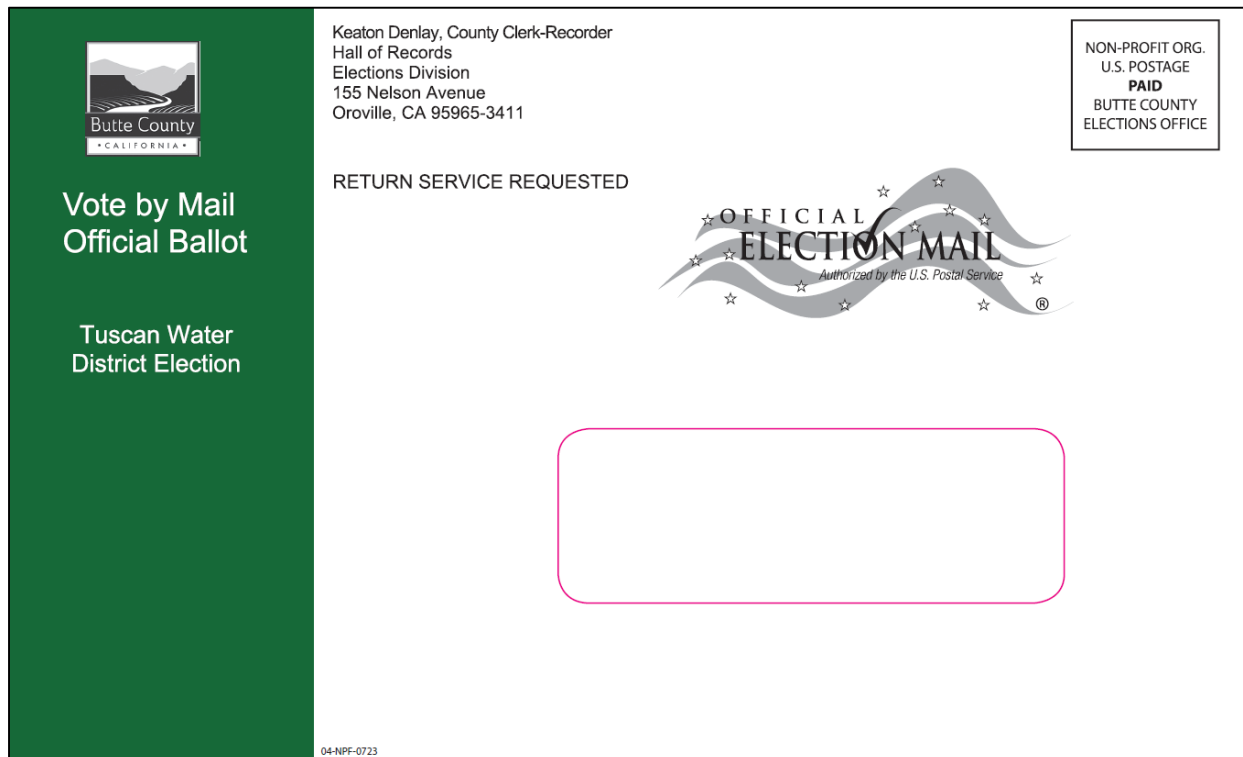 Butte County
•CALIFORNIA•
Vote by Mail
Official Ballot
Tuscan Water
District Election
Keaton Denlay, County Clerk-Recorder
Hall of Records
Elections Division
155 Nelson Avenue
Oroville, CA 95965-3411
RETURN SERVICE REQUESTED
NON-PROFIT ORG.
U.S. POSTAGE
PAID
BUTTE COUNTY
ELECTIONS OFFICE
OFFICIAL
ELECTION MAIL
Authorized by the U.S. Postal Service
®
04-NPF-0723